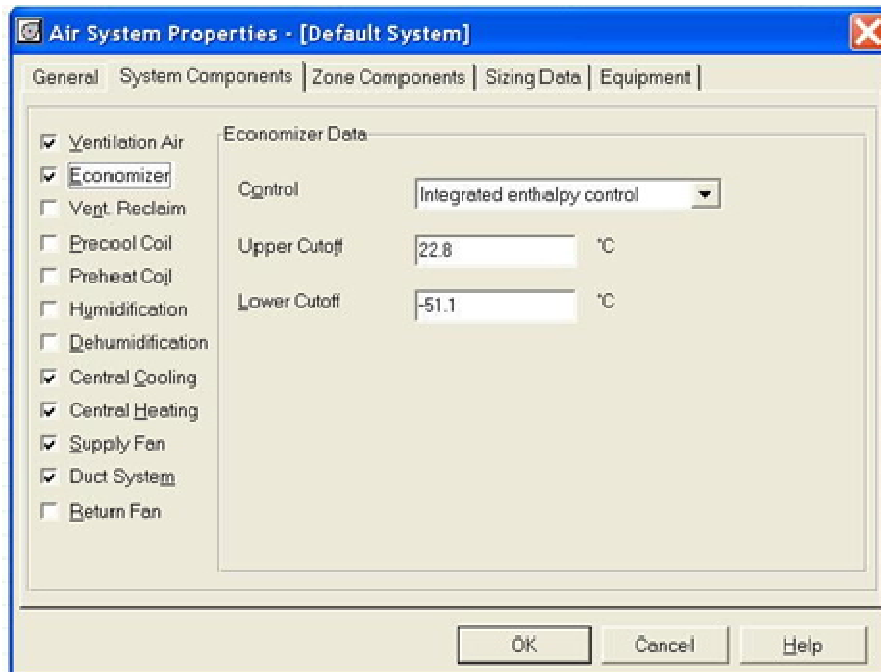 Air System Properties - [Default System]
General
System Components
Zone Components
Sizing Data
Equipment
Ventilation Air
Economizer
Vent. Reclaim
Precool Coil
Preheat Coil
Humidification
Dehumidification
Central Cooling
Central Heating
Supply Fan
Duct System
Return Fan
Economizer Data
Control
Integrated enthalpy control
Upper Cutoff
22.8
°C
Lower Cutoff
-51.1
°C
OK
Cancel
Help